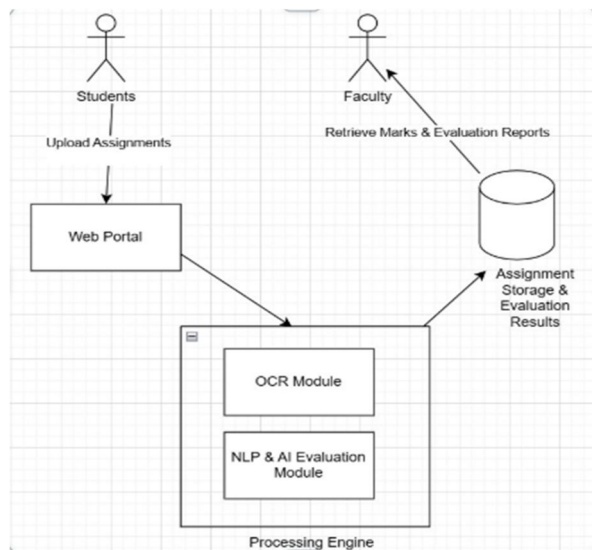 Students
Faculty
Upload Assignments
Retrieve Marks & Evaluation Reports
Web Portal
Assignment
Storage &
Evaluation
Results
OCR Module
NLP & AI Evaluation
Module
Processing Engine